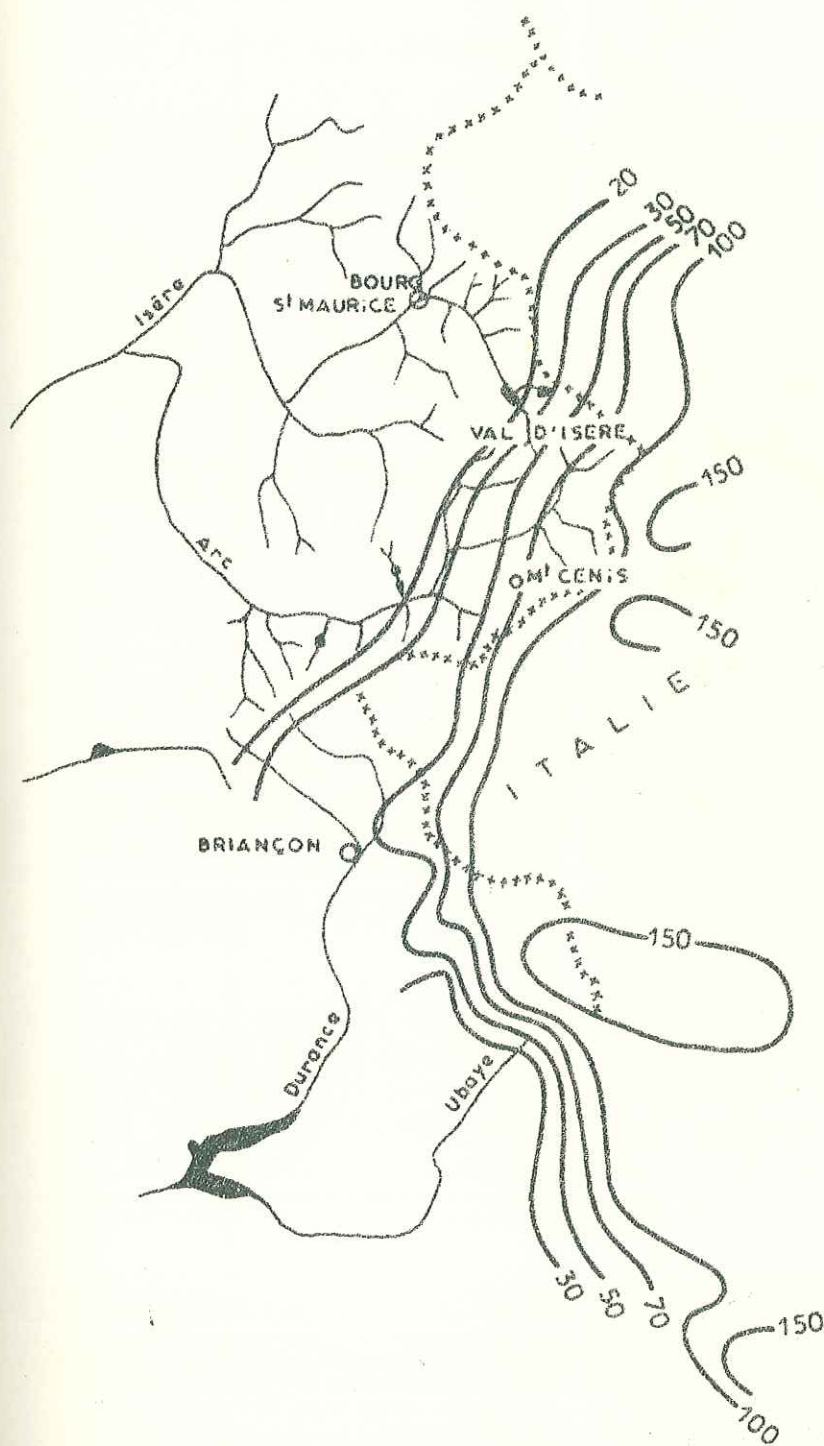 20
30
50
70
100
BOURG
St MAURICE
Isère
VAL D'ISERE
150
Arc
OMt CENIS
150
ITALIE
BRIANÇON
150
Durance
Ubaye
30
50
70
150
100